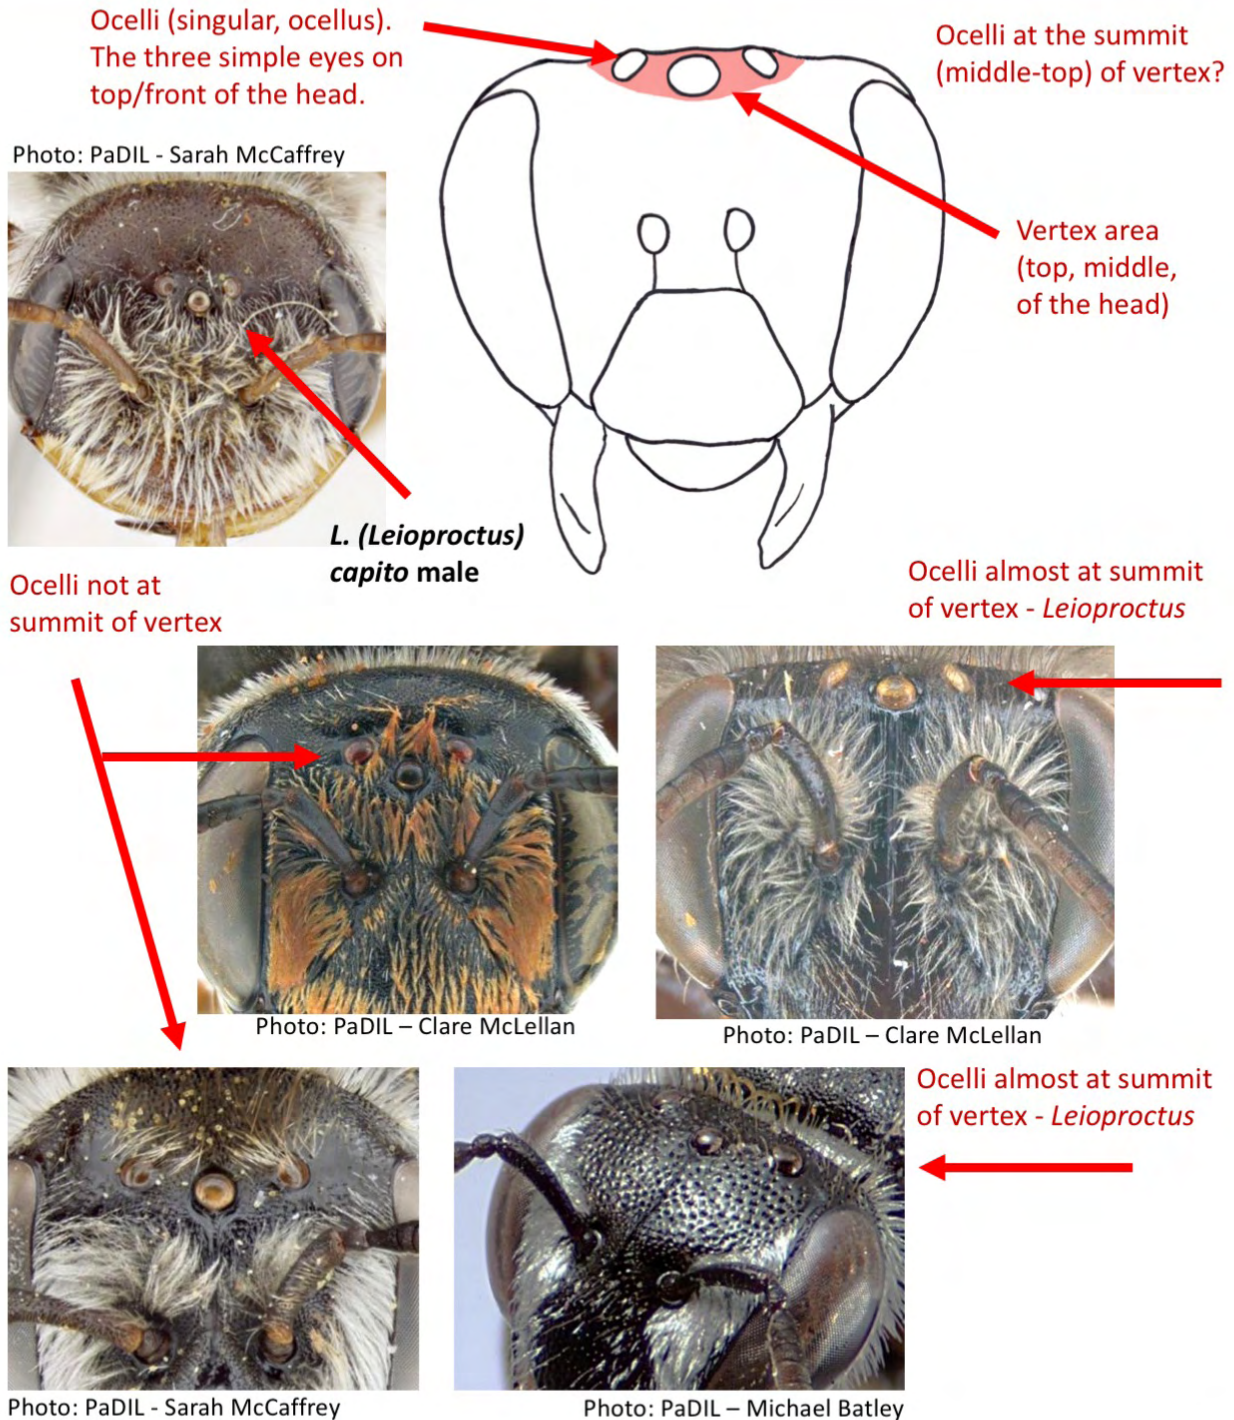 Ocelli (singular, ocellus).
The three simple eyes on
top/front of the head.
Ocelli at the summit
(middle-top) of vertex?
Photo: PaDIL - Sarah McCaffrey
Vertex area
(top, middle,
of the head)
L. (Leioproctus)
capito male
Ocelli not at
summit of vertex
Ocelli almost at summit
of vertex - Leioproctus
Photo: PaDIL – Clare McLellan
Photo: PaDIL – Clare McLellan
Ocelli almost at summit
of vertex - Leioproctus
Photo: PaDIL - Sarah McCaffrey
Photo: PaDIL – Michael Batley